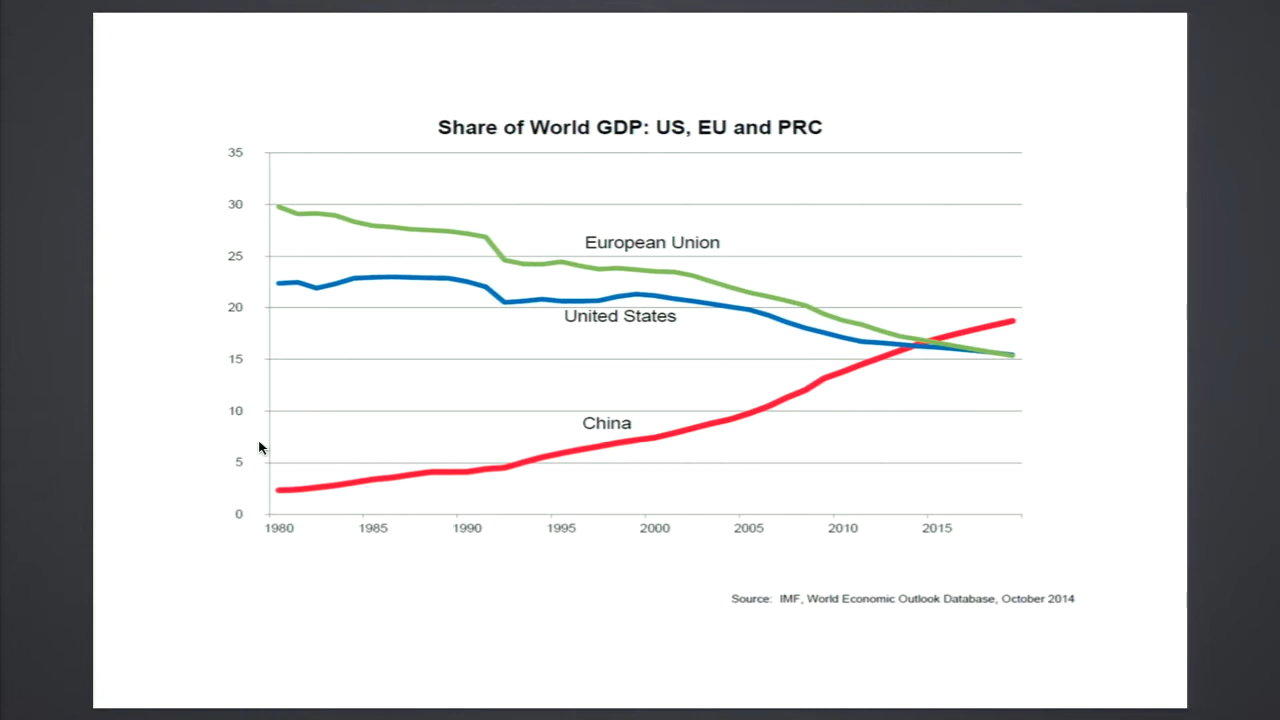 Share of World GDP: US, EU and PRC
35
30
25
20
15
10
5
0
European Union
United States
China
1980 1985 1990 1995 2000 2005 2010 2015
Source: IMF, World Economic Outlook Database, October 2014